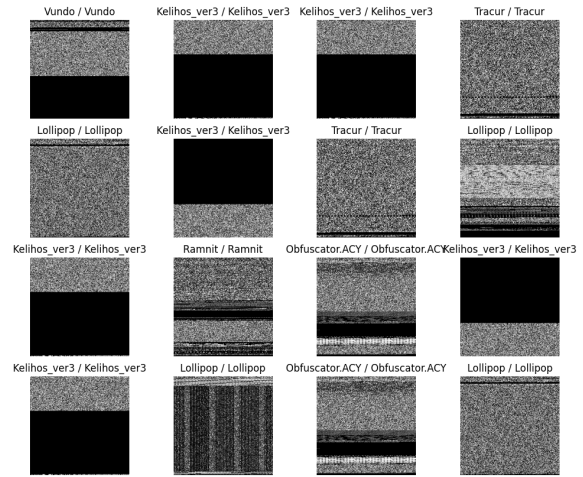 Vundo / Vundo
Kelihos_ver3 / Kelihos_ver3
Kelihos_ver3 / Kelihos_ver3
Tracur / Tracur
Lollipop / Lollipop
Kelihos_ver3 / Kelihos_ver3
Tracur / Tracur
Lollipop / Lollipop
Kelihos_ver3 / Kelihos_ver3
Ramnit / Ramnit
Obfuscator.ACY / Obfuscator.ACY
Kelihos_ver3 / Kelihos_ver3
Kelihos_ver3 / Kelihos_ver3
Lollipop / Lollipop
Obfuscator.ACY / Obfuscator.ACY
Lollipop / Lollipop